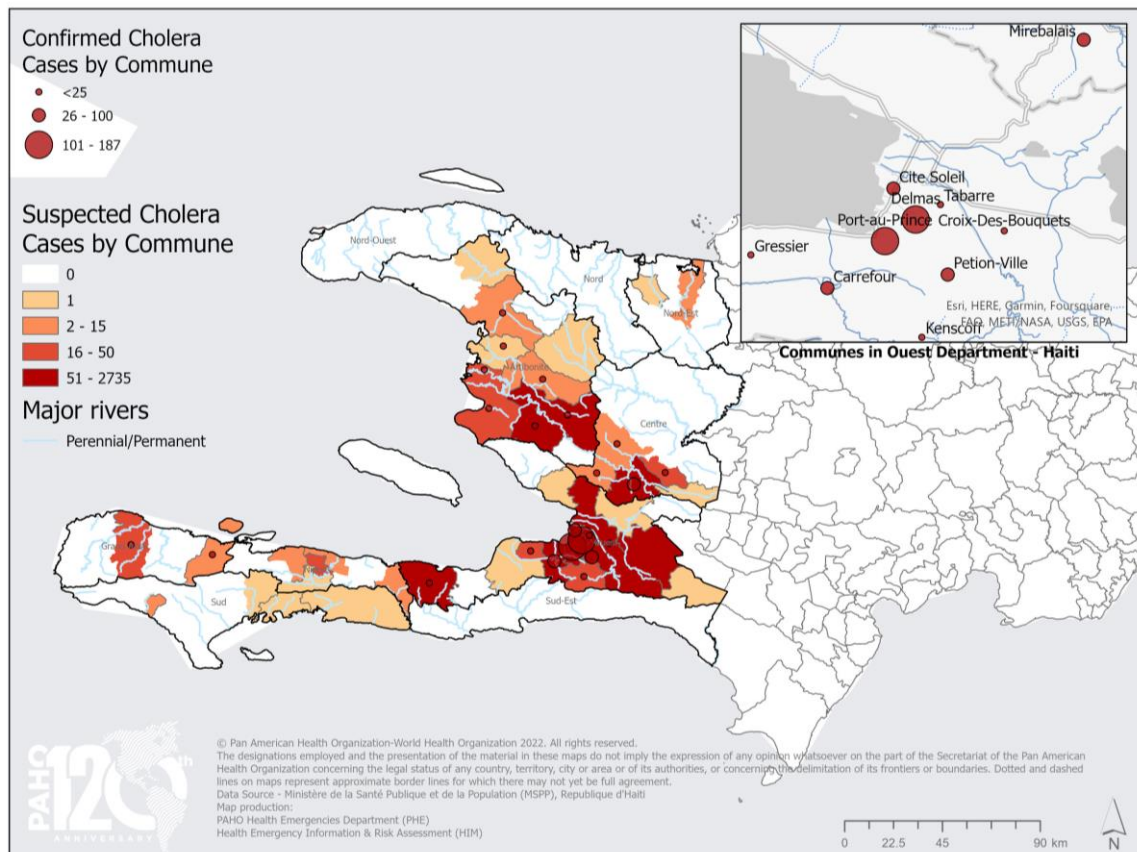 Confirmed Cholera
Cases by Commune
<25
26 - 100
101 - 187
Suspected Cholera
Cases by Commune
0
1
2 - 15
16 - 50
51 - 2735
Major rivers
Perennial/Permanent
Mirebalais
Cite Soleil
Delmas
Tabarre
Port-au-Prince
Croix-Des-Bouquets
Gressier
Petion-Ville
Carrefour
Kenscoff
Esri, HERE, Garmin, Foursquare,
FAO, METI/NASA, USGS, EPA
Communes in Ouest Department - Haiti
Nord-Ouest
Nord
Nord-Est
Artibonite
Centre
Sud
Sud-Est
PAHO 120th
ANNIVERSARY
© Pan American Health Organization-World Health Organization 2022. All rights reserved.
The designations employed and the presentation of the material in these maps do not imply the expression of any opinion whatsoever on the part of the Secretariat of the Pan American
Health Organization concerning the legal status of any country, territory, city or area or of its authorities, or concerning the delimitation of its frontiers or boundaries. Dotted and dashed
lines on maps represent approximate border lines for which there may not yet be full agreement.
Data Source - Ministère de la Santé Publique et de la Population (MSPP), Republique d'Haiti
Map production:
PAHO Health Emergencies Department (PHE)
Health Emergency Information & Risk Assessment (HIM)
0 22.5 45 90 km
N